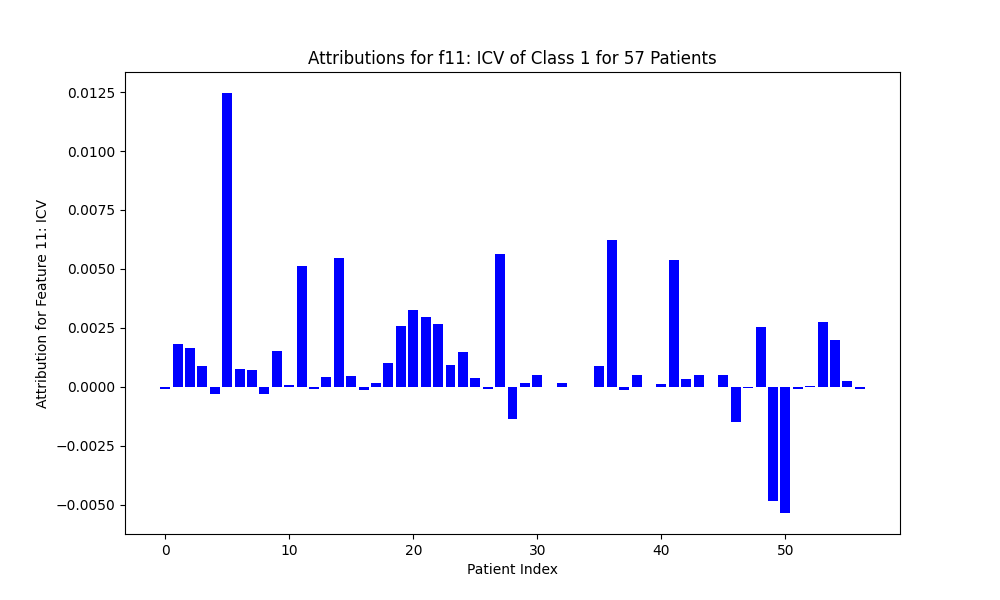 Attributions for f11: ICV of Class 1 for 57 Patients
Attribution for Feature 11: ICV
0.0125
0.0100
0.0075
0.0050
0.0025
0.0000
−0.0025
−0.0050
0 10 20 30 40 50
Patient Index